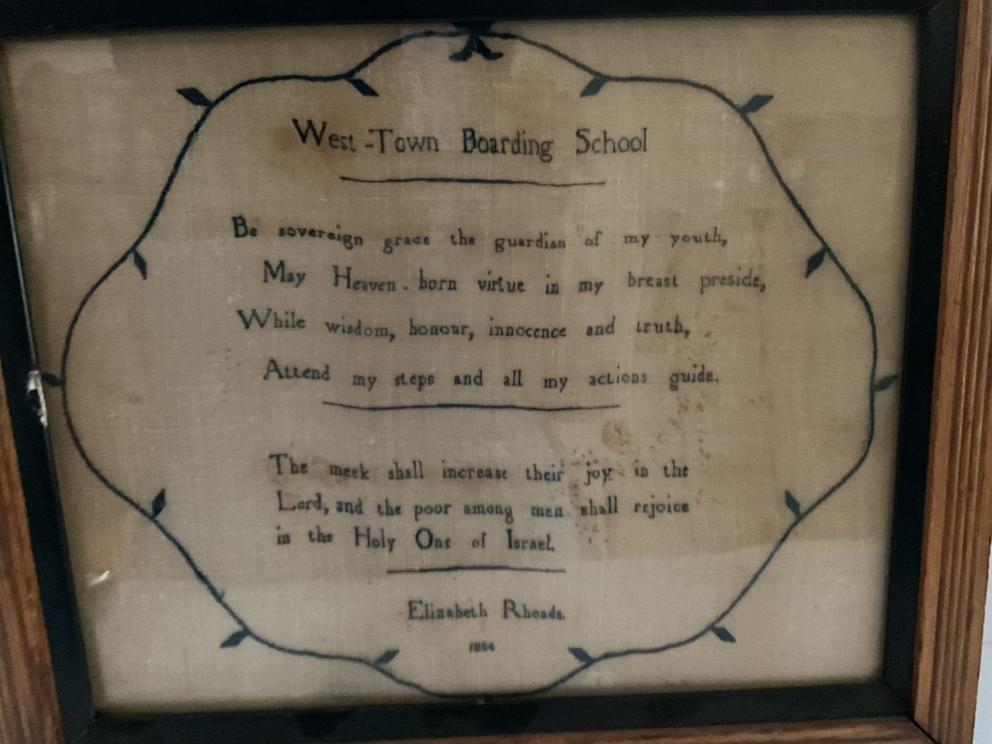 West-Town Boarding School
Be sovereign grace the guardian of my youth,
May Heaven-born virtue in my breast preside,
While wisdom, honour, innocence and truth,
Attend my steps and all my actions guide.
The meek shall increase their joy in the
Lord, and the poor among men shall rejoice
in the Holy One of Israel.
Elizabeth Rhoads.
1804